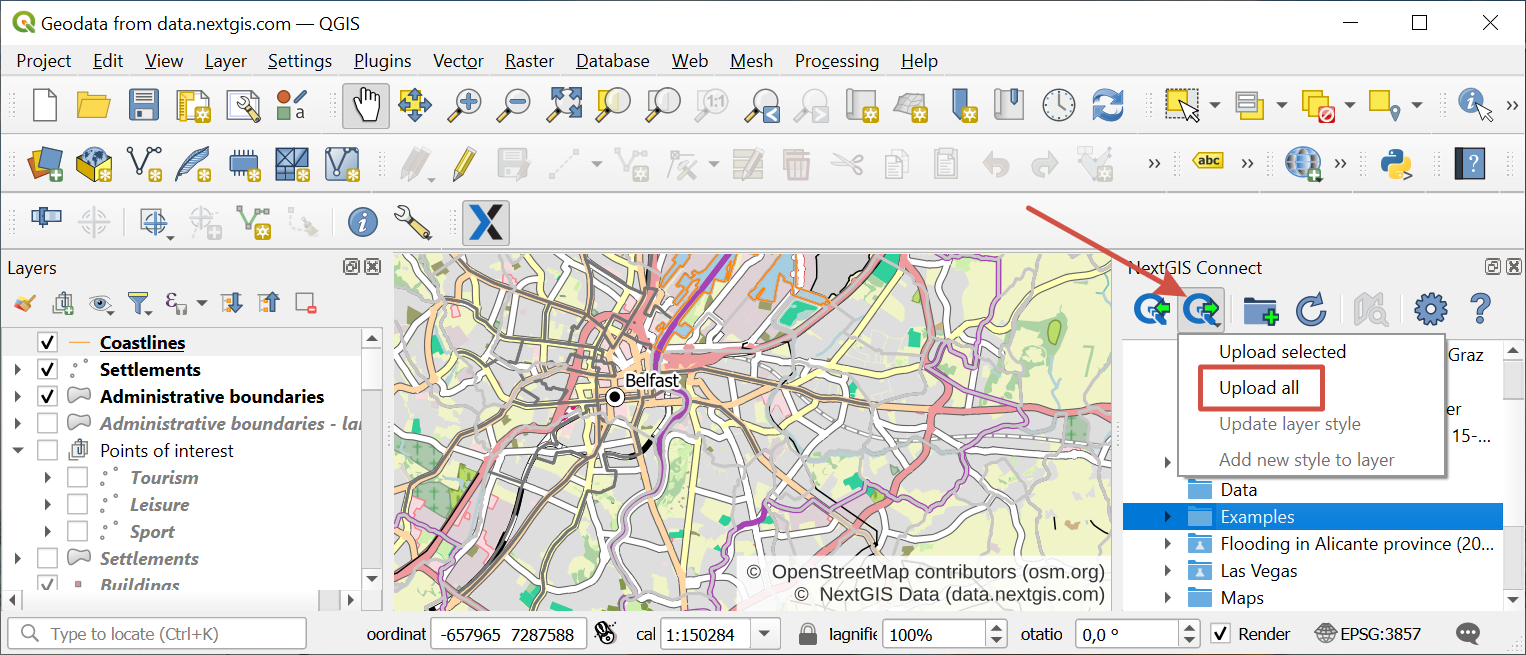 Geodata from data.nextgis.com — QGIS
Project Edit View Layer Settings Plugins Vector Raster Database Web Mesh Processing Help
1:1
abc
Layers
NextGIS Connect
Coastlines
Settlements
Administrative boundaries
Administrative boundaries - la
Points of interest
Tourism
Leisure
Sport
Settlements
Buildings
Belfast
© OpenStreetMap contributors (osm.org)
© NextGIS Data (data.nextgis.com)
Upload selected
Upload all
Update layer style
Add new style to layer
Graz
er
15-...
Data
Examples
Flooding in Alicante province (20...
Las Vegas
Maps
Type to locate (Ctrl+K)
oordinat -657965 7287588 cal 1:150284 lagnifie 100% otatio 0,0 ° Render EPSG:3857